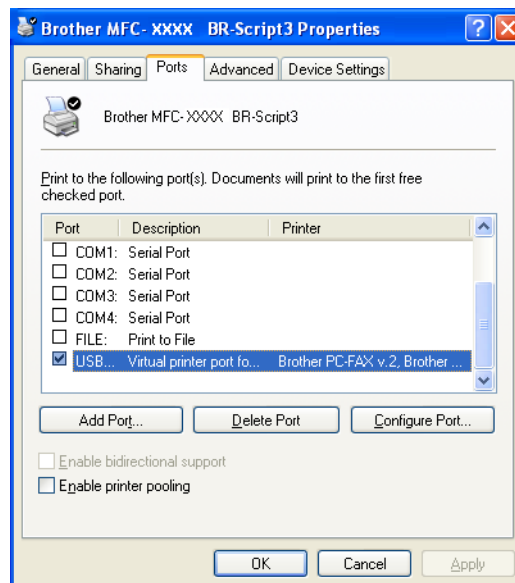 Brother MFC- XXXX BR-Script3 Properties
General Sharing Ports Advanced Device Settings
Brother MFC- XXXX BR-Script3
Print to the following port(s). Documents will print to the first free
checked port.
Port Description Printer
COM1: Serial Port
COM2: Serial Port
COM3: Serial Port
COM4: Serial Port
FILE: Print to File
USB... Virtual printer port fo... Brother PC-FAX v.2, Brother ...
Add Port... Delete Port Configure Port...
Enable bidirectional support
Enable printer pooling
OK Cancel Apply